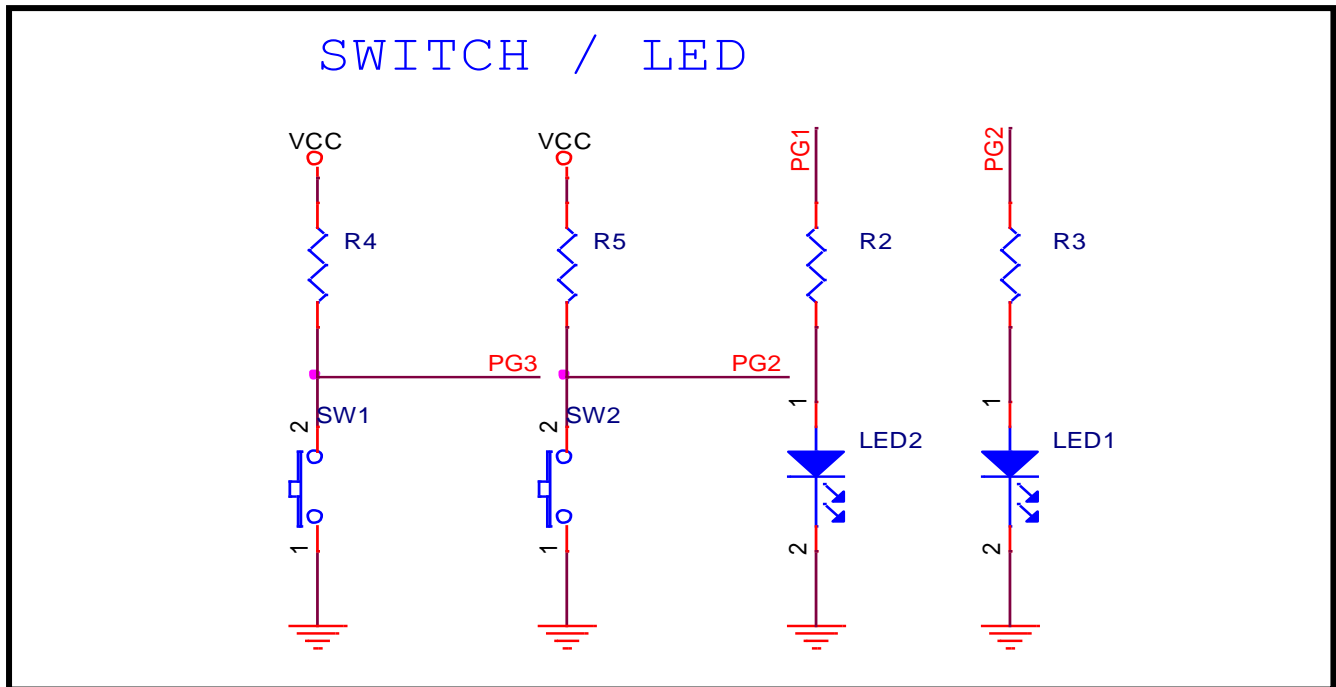 SWITCH / LED
VCC
VCC
PG1
PG2
R4
R5
R2
R3
PG3
PG2
1
1
2
SW1
2
SW2
LED2
LED1
1
1
2
2